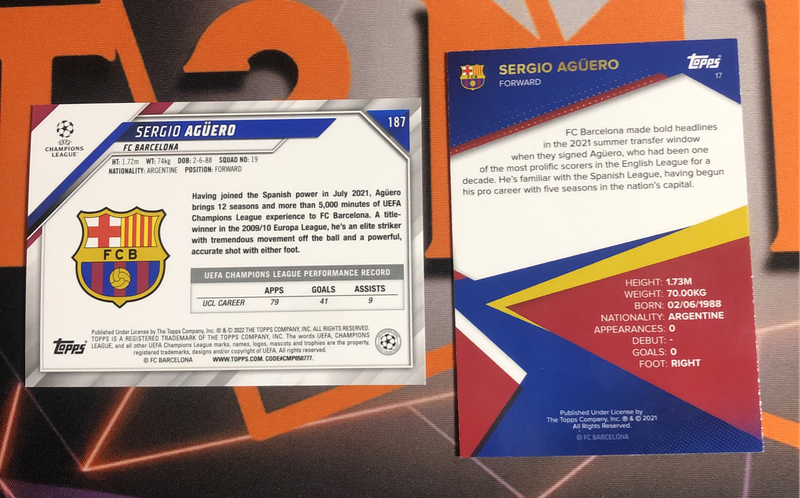 UEFA
CHAMPIONS
LEAGUE
187
SERGIO AGÜERO
FC BARCELONA
HT: 1.72m WT: 74kg DOB: 2-6-88 SQUAD NO: 19
NATIONALITY: ARGENTINE POSITION: FORWARD
Having joined the Spanish power in July 2021, Agüero
brings 12 seasons and more than 5,000 minutes of UEFA
Champions League experience to FC Barcelona. A title-
winner in the 2009/10 Europa League, he's an elite striker
with tremendous movement off the ball and a powerful,
accurate shot with either foot.
FCB
UEFA CHAMPIONS LEAGUE PERFORMANCE RECORD
APPS GOALS ASSISTS
UCL CAREER 79 41 9
Topps
Published Under License by The Topps Company, Inc. ® & © 2022 THE TOPPS COMPANY, INC. ALL RIGHTS RESERVED.
TOPPS IS A REGISTERED TRADEMARK OF THE TOPPS COMPANY, INC. The words UEFA, CHAMPIONS
LEAGUE, and all other UEFA Champions League marks, names, logos, mascots and trophies are the property,
registered trademarks, designs and/or copyright of UEFA. All rights reserved.
© FC BARCELONA WWW.TOPPS.COM. CODE#CMP050777.
SERGIO AGÜERO
FORWARD
Topps
17
FC Barcelona made bold headlines
in the 2021 summer transfer window
when they signed Agüero, who had been one
of the most prolific scorers in the English League for a
decade. He's familiar with the Spanish League, having begun
his pro career with five seasons in the nation's capital.
HEIGHT: 1.73M
WEIGHT: 70.00KG
BORN: 02/06/1988
NATIONALITY: ARGENTINE
APPEARANCES: 0
DEBUT: -
GOALS: 0
FOOT: RIGHT
Published Under License by
The Topps Company, Inc. ® & © 2021
All Rights Reserved.
© FC BARCELONA